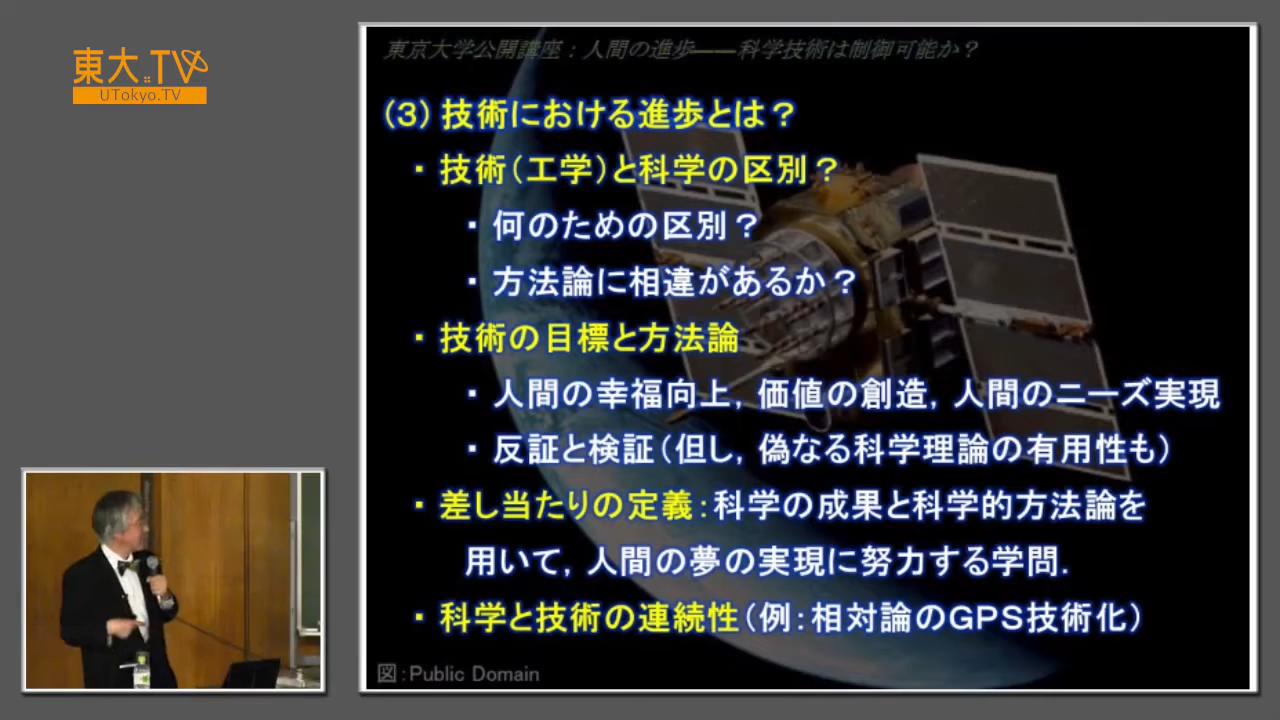 東大.TV
UTokyo.TV
東京大学公開講座：人間の進歩――科学技術は制御可能か？
（3）技術における進歩とは？
・技術（工学）と科学の区別？
・何のための区別？
・方法論に相違があるか？
・技術の目標と方法論
・人間の幸福向上，価値の創造，人間のニーズ実現
・反証と検証（但し，偽なる科学理論の有用性も）
・差し当たりの定義：科学の成果と科学的方法論を
用いて，人間の夢の実現に努力する学問．
・科学と技術の連続性（例：相対論のGPS技術化）
図：Public Domain